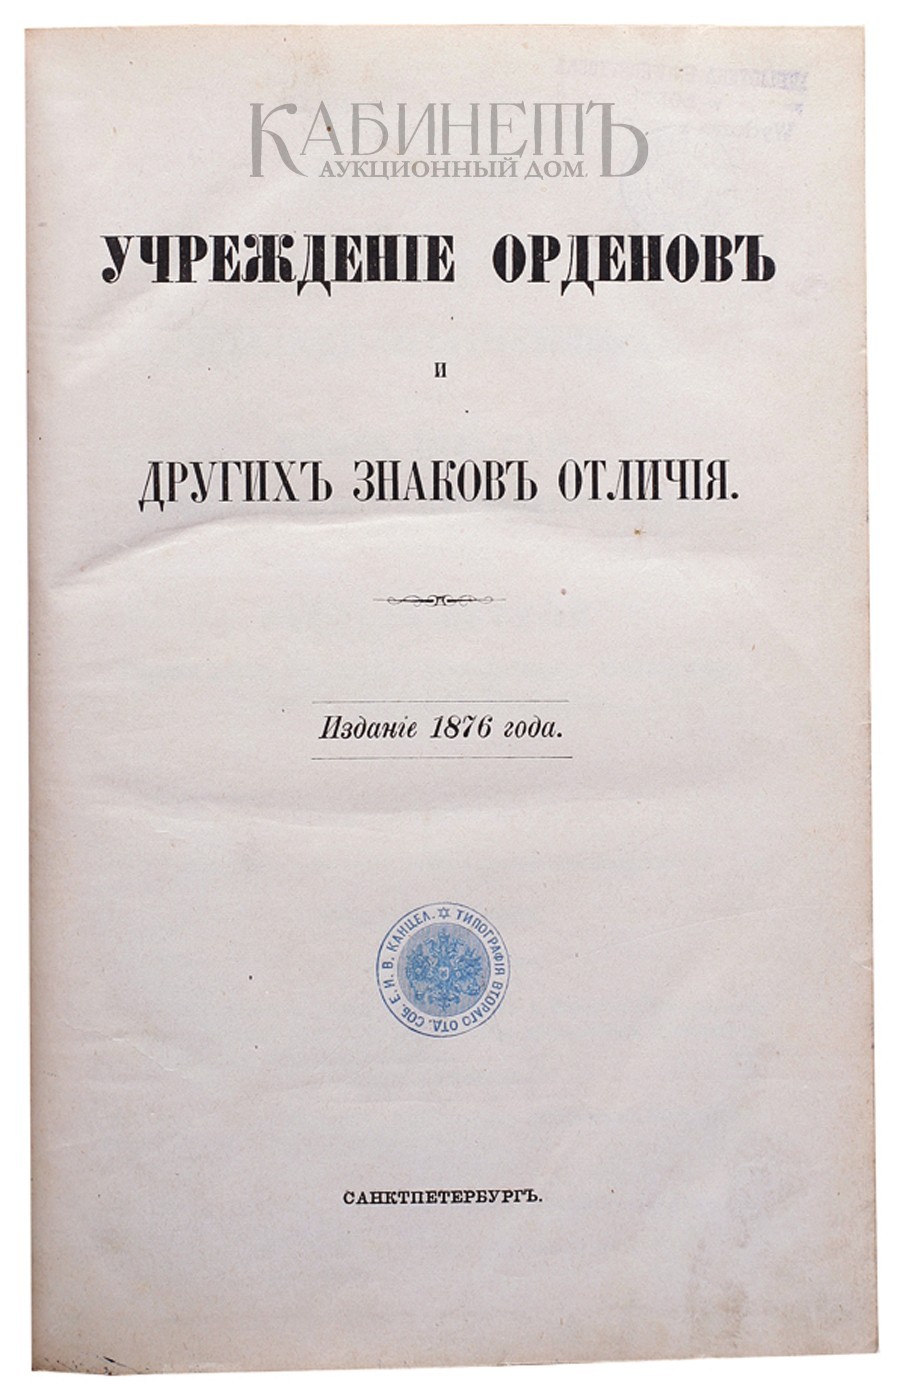 КАБИНЕТЪ
АУКЦИОННЫЙ ДОМ
УЧРЕЖДЕНІЕ ОРДЕНОВЪ
И
ДРУГИХЪ ЗНАКОВЪ ОТЛИЧІЯ.
Изданіе 1876 года.
ТИПОГРАФІЯ ВТОРАГО ОТД. СОБ. Е. И. В. КАНЦЕЛ.
САНКТПЕТЕРБУРГЪ.